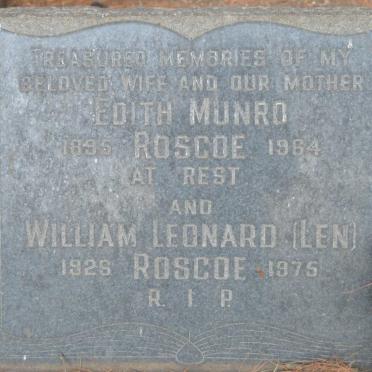 TREASURED MEMORIES OF MY
BELOVED WIFE AND OUR MOTHER
EDITH MUNRO
1895 ROSCOE 1964
AT REST
AND
WILLIAM LEONARD (LEN)
1926 ROSCOE 1975
R. I. P.